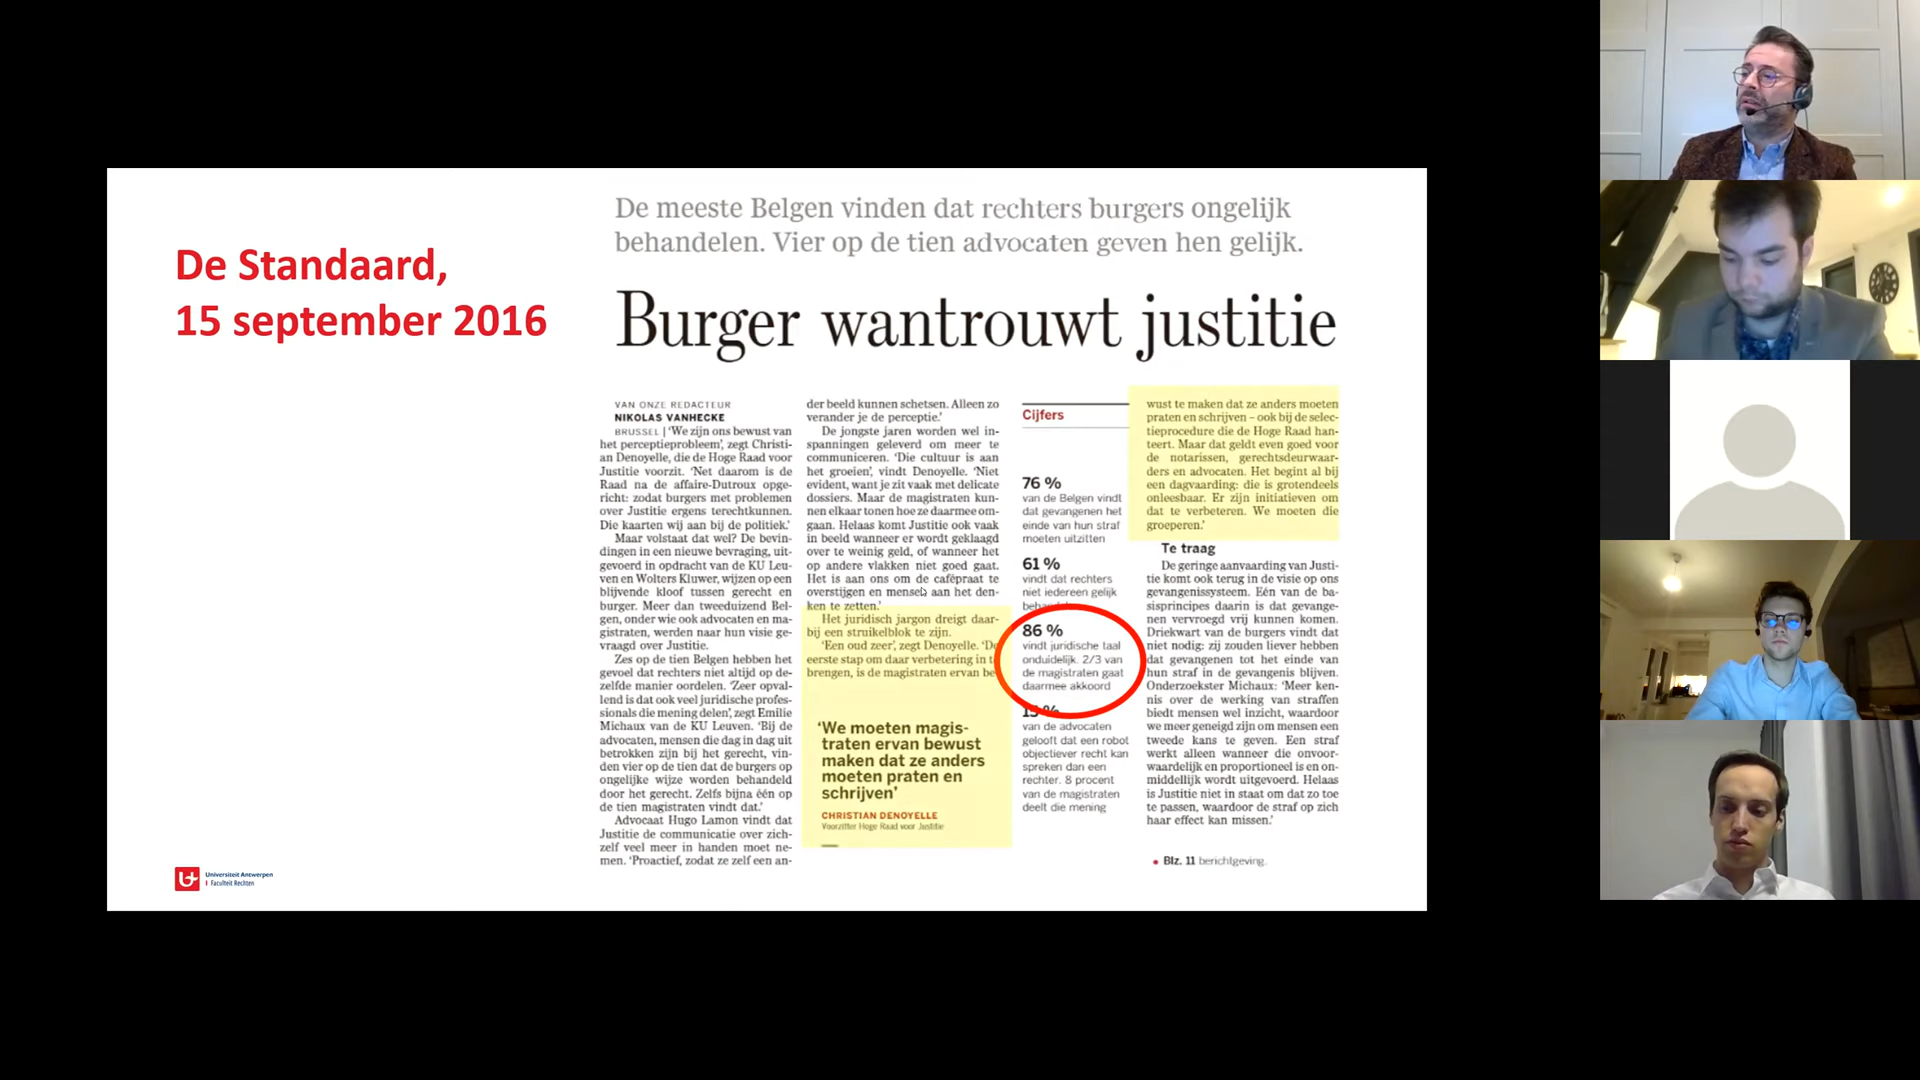 De Standaard,
15 september 2016
De meeste Belgen vinden dat rechters burgers ongelijk
behandelen. Vier op de tien advocaten geven hen gelijk.
Burger wantrouwt justitie
VAN ONZE REDACTEUR
NIKOLAS VANHECKE
BRUSSEL | ‘We zijn ons bewust van
het perceptieprobleem’, zegt Christi-
an Denoyelle, die de Hoge Raad voor
Justitie voorzit. ‘Net daarom is de
Raad na de affaire-Dutroux opge-
richt: zodat burgers met problemen
over Justitie ergens terechtkunnen.
Die kaarten wij aan bij de politiek.’
Maar volstaat dat wel? De bevin-
dingen in een nieuwe bevraging, uit-
gevoerd in opdracht van de KU Leu-
ven en Wolters Kluwer, wijzen op een
blijvende kloof tussen gerecht en
burger. Meer dan tweeduizend Bel-
gen, onder wie ook advocaten en ma-
gistraten, werden naar hun visie ge-
vraagd over Justitie.
Zes op de tien Belgen hebben het
gevoel dat rechters niet altijd op de-
zelfde manier oordelen. ‘Zeer opval-
lend is dat ook veel juridische profes-
sionals die mening delen’, zegt Emilie
Michaux van de KU Leuven. ‘Bij de
advocaten, mensen die dag in dag uit
betrokken zijn bij het gerecht, vin-
den vier op de tien dat de burgers op
ongelijke wijze worden behandeld
door het gerecht. Zelfs bijna één op
de tien magistraten vindt dat.’
Advocaat Hugo Lamon vindt dat
Justitie de communicatie over zich-
zelf veel meer in handen moet ne-
men. ‘Proactief, zodat ze zelf een an-
der beeld kunnen schetsen. Alleen zo
verander je de perceptie.’
De jongste jaren worden wel in-
spanningen geleverd om meer te
communiceren. ‘Die cultuur is aan
het groeien’, vindt Denoyelle. ‘Niet
evident, want je zit vaak met delicate
dossiers. Maar de magistraten kun-
nen elkaar tonen hoe ze daarmee om-
gaan. Helaas komt Justitie ook vaak
in beeld wanneer er wordt geklaagd
over te weinig geld, of wanneer het
op andere vlakken niet goed gaat.
Het is aan ons om de cafépraat te
overstijgen en mensen aan het den-
ken te zetten.’
Het juridisch jargon dreigt daar-
bij een struikelblok te zijn.
‘Een oud zeer’, zegt Denoyelle. ‘De
eerste stap om daar verbetering in te
brengen, is de magistraten ervan be-
‘We moeten magis-
traten ervan bewust
maken dat ze anders
moeten praten en
schrijven’
CHRISTIAN DENOYELLE
Voorzitter Hoge Raad voor Justitie
Cijfers
76 %
van de Belgen vindt
dat gevangenen het
einde van hun straf
moeten uitzitten
61 %
vindt dat rechters
niet iedereen gelijk
86 %
vindt juridische taal
onduidelijk. 2/3 van
de magistraten gaat
daarmee akkoord
van de advocaten
gelooft dat een robot
objectiever recht kan
spreken dan een
rechter. 8 procent
van de magistraten
deelt die mening
wust te maken dat ze anders moeten
praten en schrijven – ook bij de selec-
tieprocedure die de Hoge Raad han-
teert. Maar dat geldt even goed voor
de notarissen, gerechtsdeurwaar-
ders en advocaten. Het begint al bij
een dagvaarding: die is grotendeels
onleesbaar. Er zijn initiatieven om
dat te verbeteren. We moeten die
groeperen.’
Te traag
De geringe aanvaarding van Justi-
tie komt ook terug in de visie op ons
gevangenissysteem. Eén van de ba-
sisprincipes daarin is dat gevange-
nen vervroegd vrij kunnen komen.
Driekwart van de burgers vindt dat
niet nodig: zij zouden liever hebben
dat gevangenen tot het einde van
hun straf in de gevangenis blijven.
Onderzoekster Michaux: ‘Meer ken-
nis over de werking van straffen
biedt mensen wel inzicht, waardoor
we meer geneigd zijn om mensen een
tweede kans te geven. Een straf
werkt alleen wanneer die onvoor-
waardelijk en proportioneel is en on-
middellijk wordt uitgevoerd. Helaas
is Justitie niet in staat om dat zo toe
te passen, waardoor de straf op zich
haar effect kan missen.’
Blz. 11 berichtgeving.
Universiteit Antwerpen
Faculteit Rechten